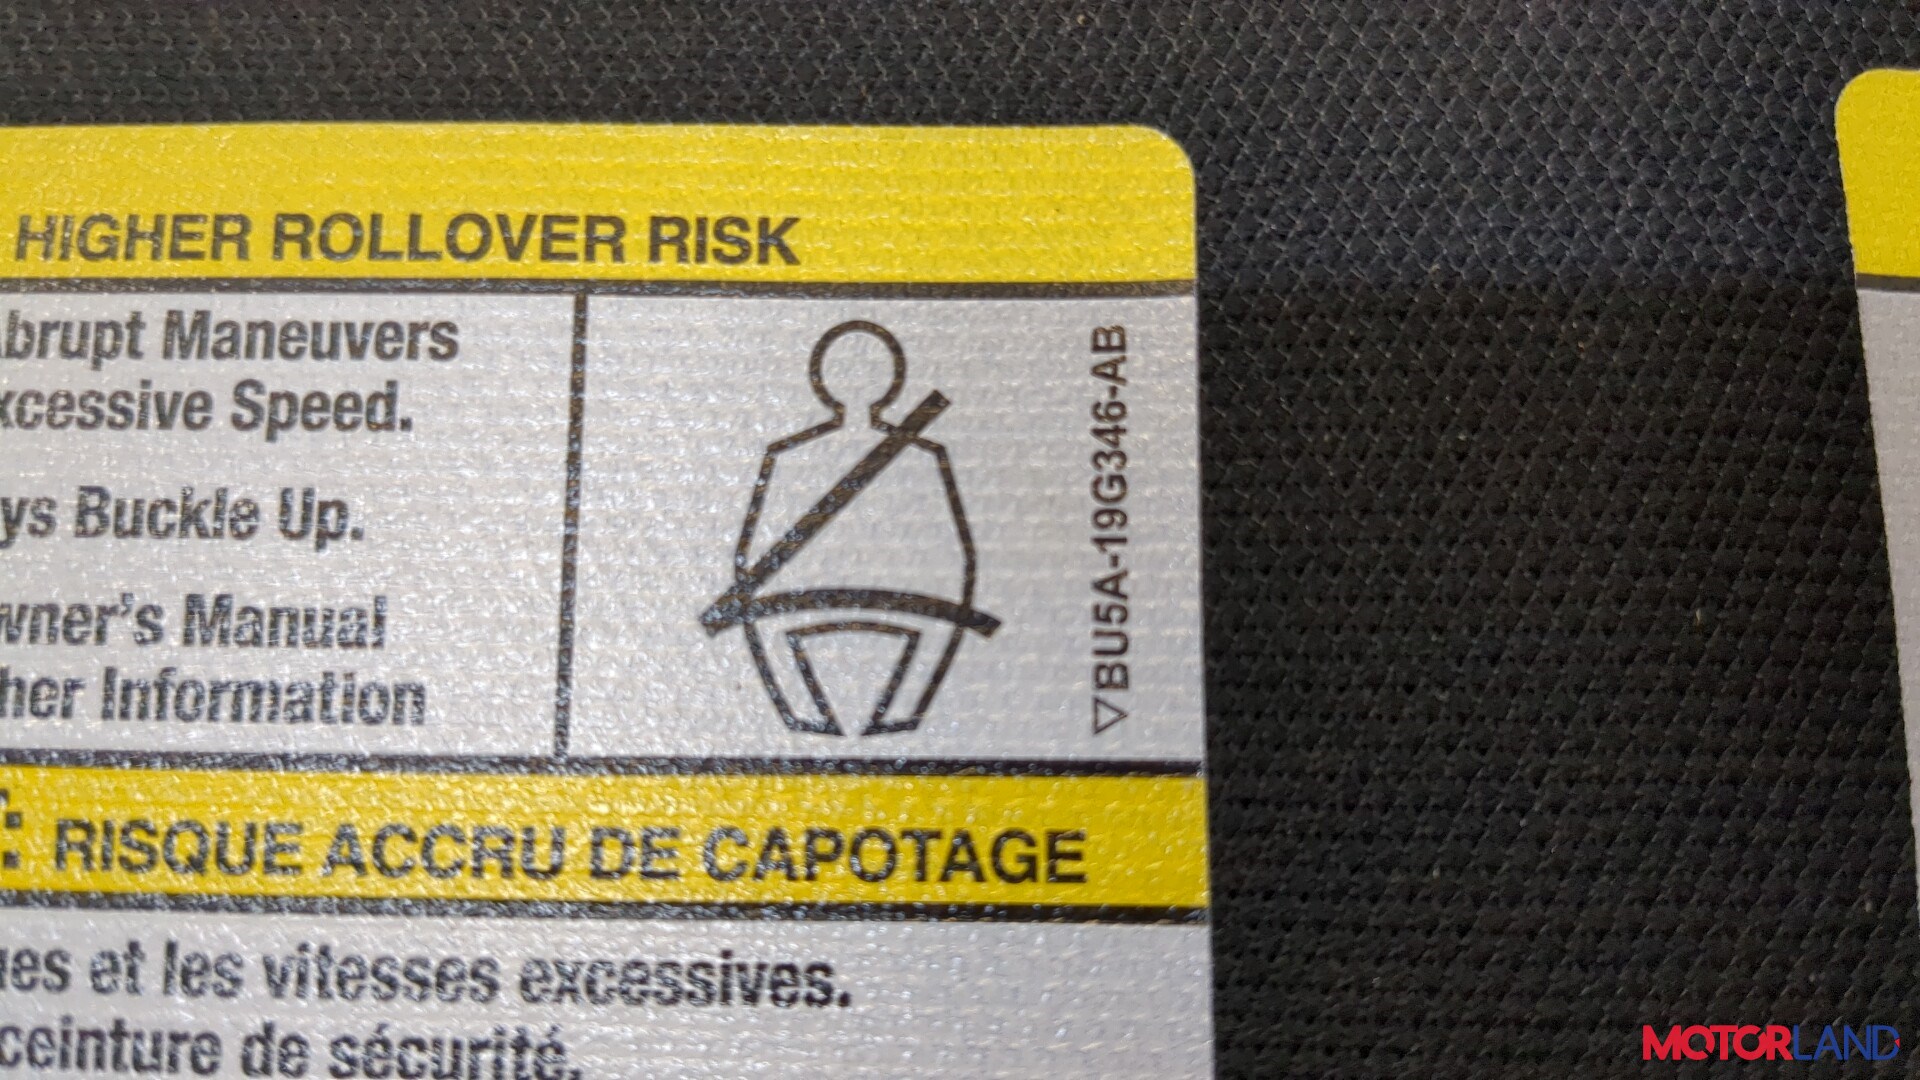 HIGHER ROLLOVER RISK
brupt Maneuvers
xcessive Speed.
ys Buckle Up.
wner's Manual
her Information
▽BU5A-19G346-AB
: RISQUE ACCRU DE CAPOTAGE
ues et les vitesses excessives.
ceinture de sécurité.
MOTORLAND